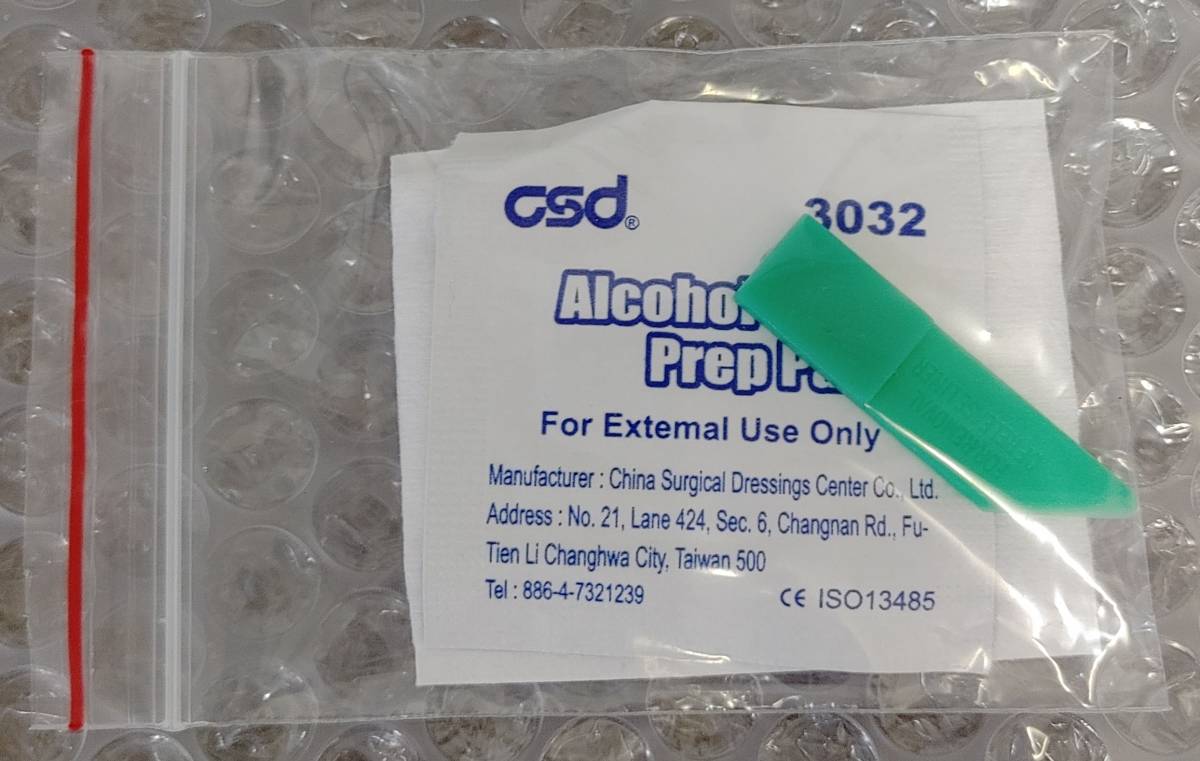 csd®
3032
Alcohol
Prep
For Extemal Use Only
Manufacturer : China Surgical Dressings Center Co., Ltd.
Address : No. 21, Lane 424, Sec. 6, Changnan Rd., Fu-
Tien Li Changhwa City, Taiwan 500
Tel : 886-4-7321239
CE ISO13485